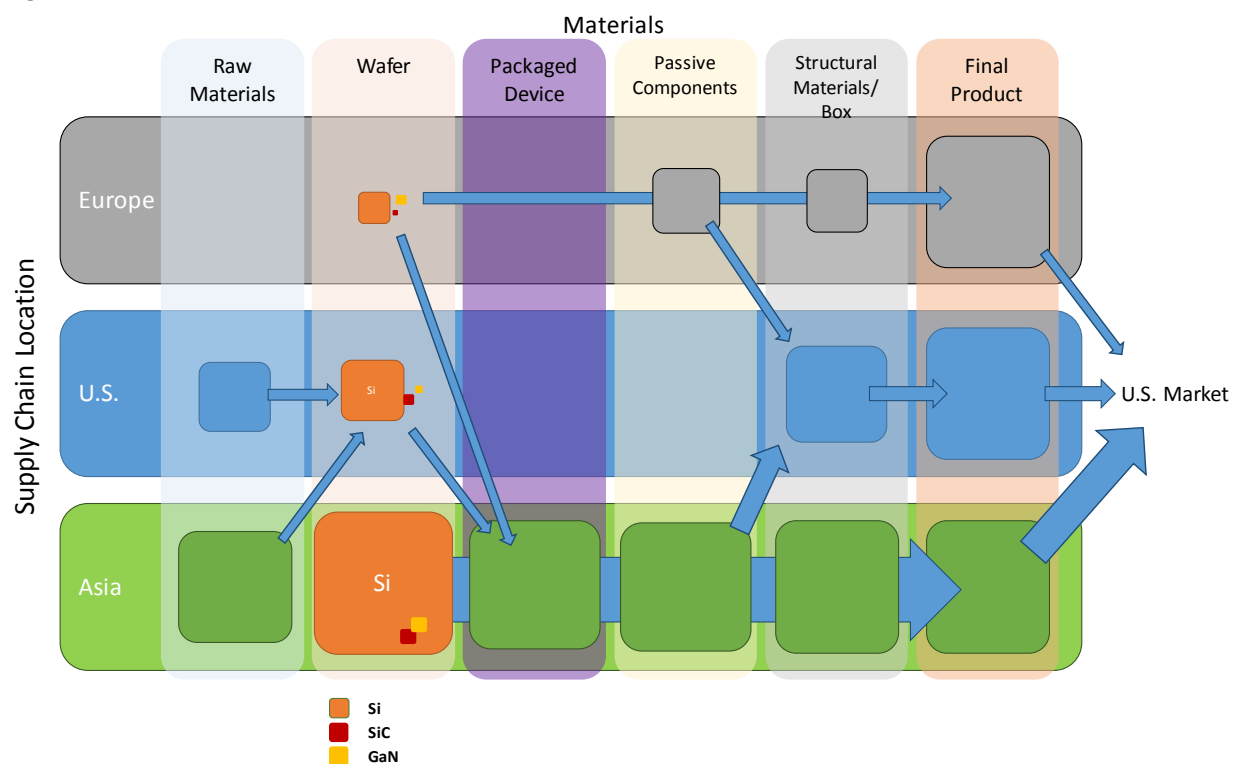 Materials
Raw
Materials
Wafer
Packaged
Device
Passive
Components
Structural
Materials/
Box
Final
Product
Supply Chain Location
Europe
U.S.
Si
U.S. Market
Asia
Si
Si
SiC
GaN